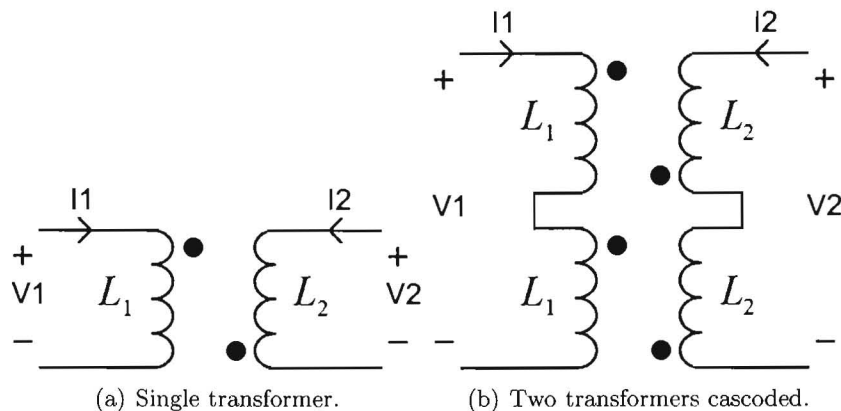 I1
I2
+
V1
−
L₁
L₂
+
V2
−
(a) Single transformer.
I1
I2
+
V1
−
L₁
L₂
L₁
L₂
+
V2
−
(b) Two transformers cascoded.